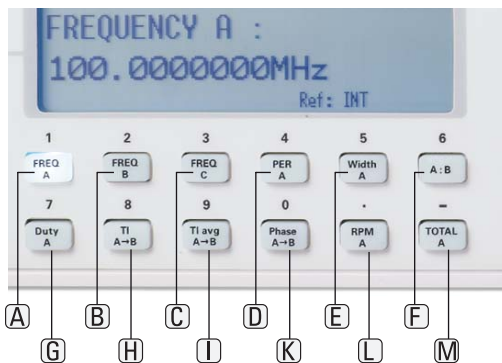 FREQUENCY A :
100.0000000MHz
Ref: INT
1 2 3 4 5 6
FREQ A FREQ B FREQ C PER A Width A A:B
7 8 9 0 . –
Duty A TI A→B TI avg A→B Phase A→B RPM A TOTAL A
A B C D E F
G H I K L M